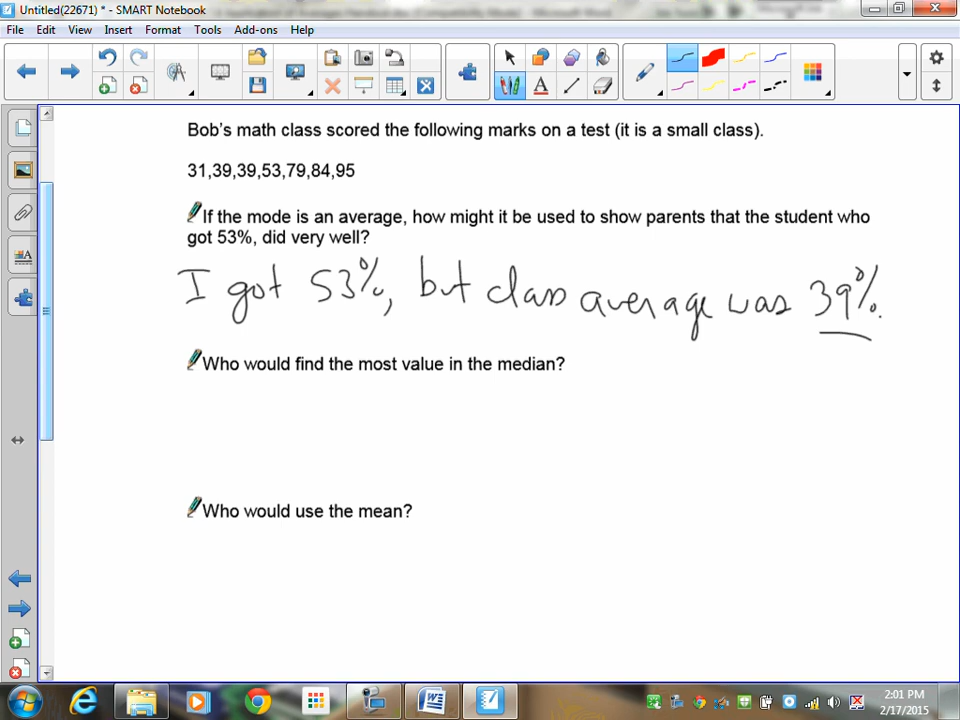 Untitled(22671) * - SMART Notebook
File Edit View Insert Format Tools Add-ons Help
Bob's math class scored the following marks on a test (it is a small class).
31,39,39,53,79,84,95
If the mode is an average, how might it be used to show parents that the student who
got 53%, did very well?
I got 53%, but class average was 39%.
Who would find the most value in the median?
Who would use the mean?
2:01 PM
2/17/2015